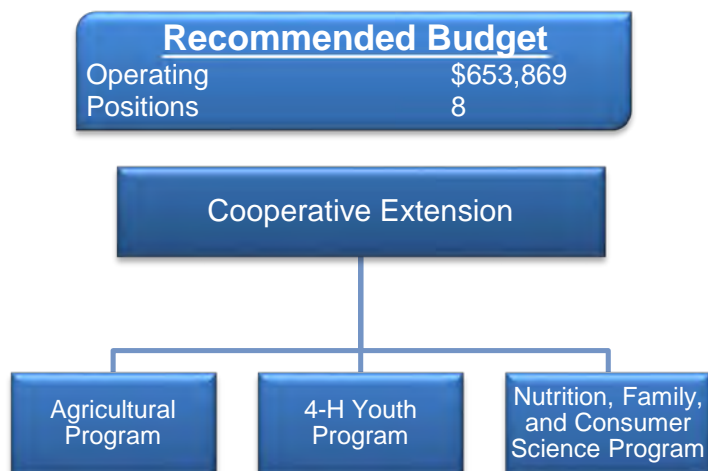 Recommended Budget
Operating $653,869
Positions 8
Cooperative Extension
Agricultural
Program
4-H Youth
Program
Nutrition, Family,
and Consumer
Science Program